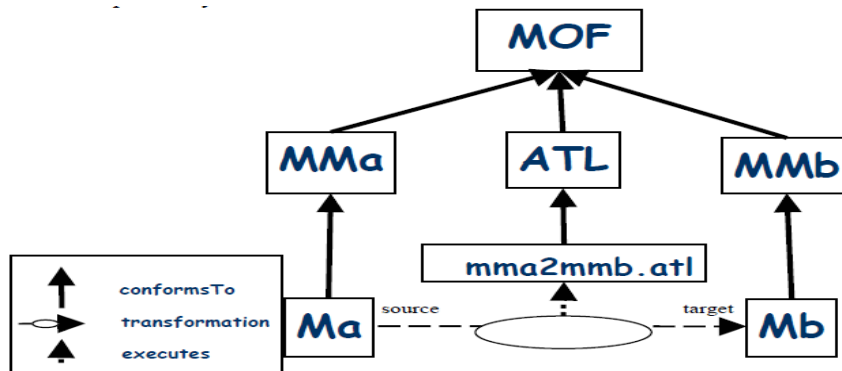 MOF
MMa
ATL
MMb
mma2mmb.atl
conformsTo
transformation
executes
Ma
source
target
Mb